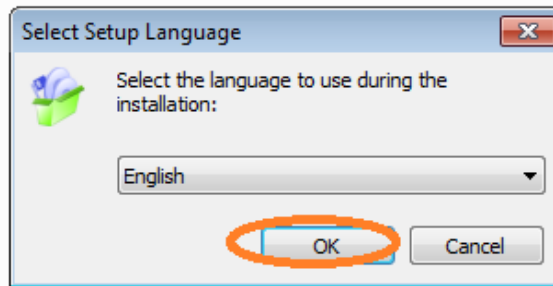 Select Setup Language
Select the language to use during the
installation:
English
OK
Cancel